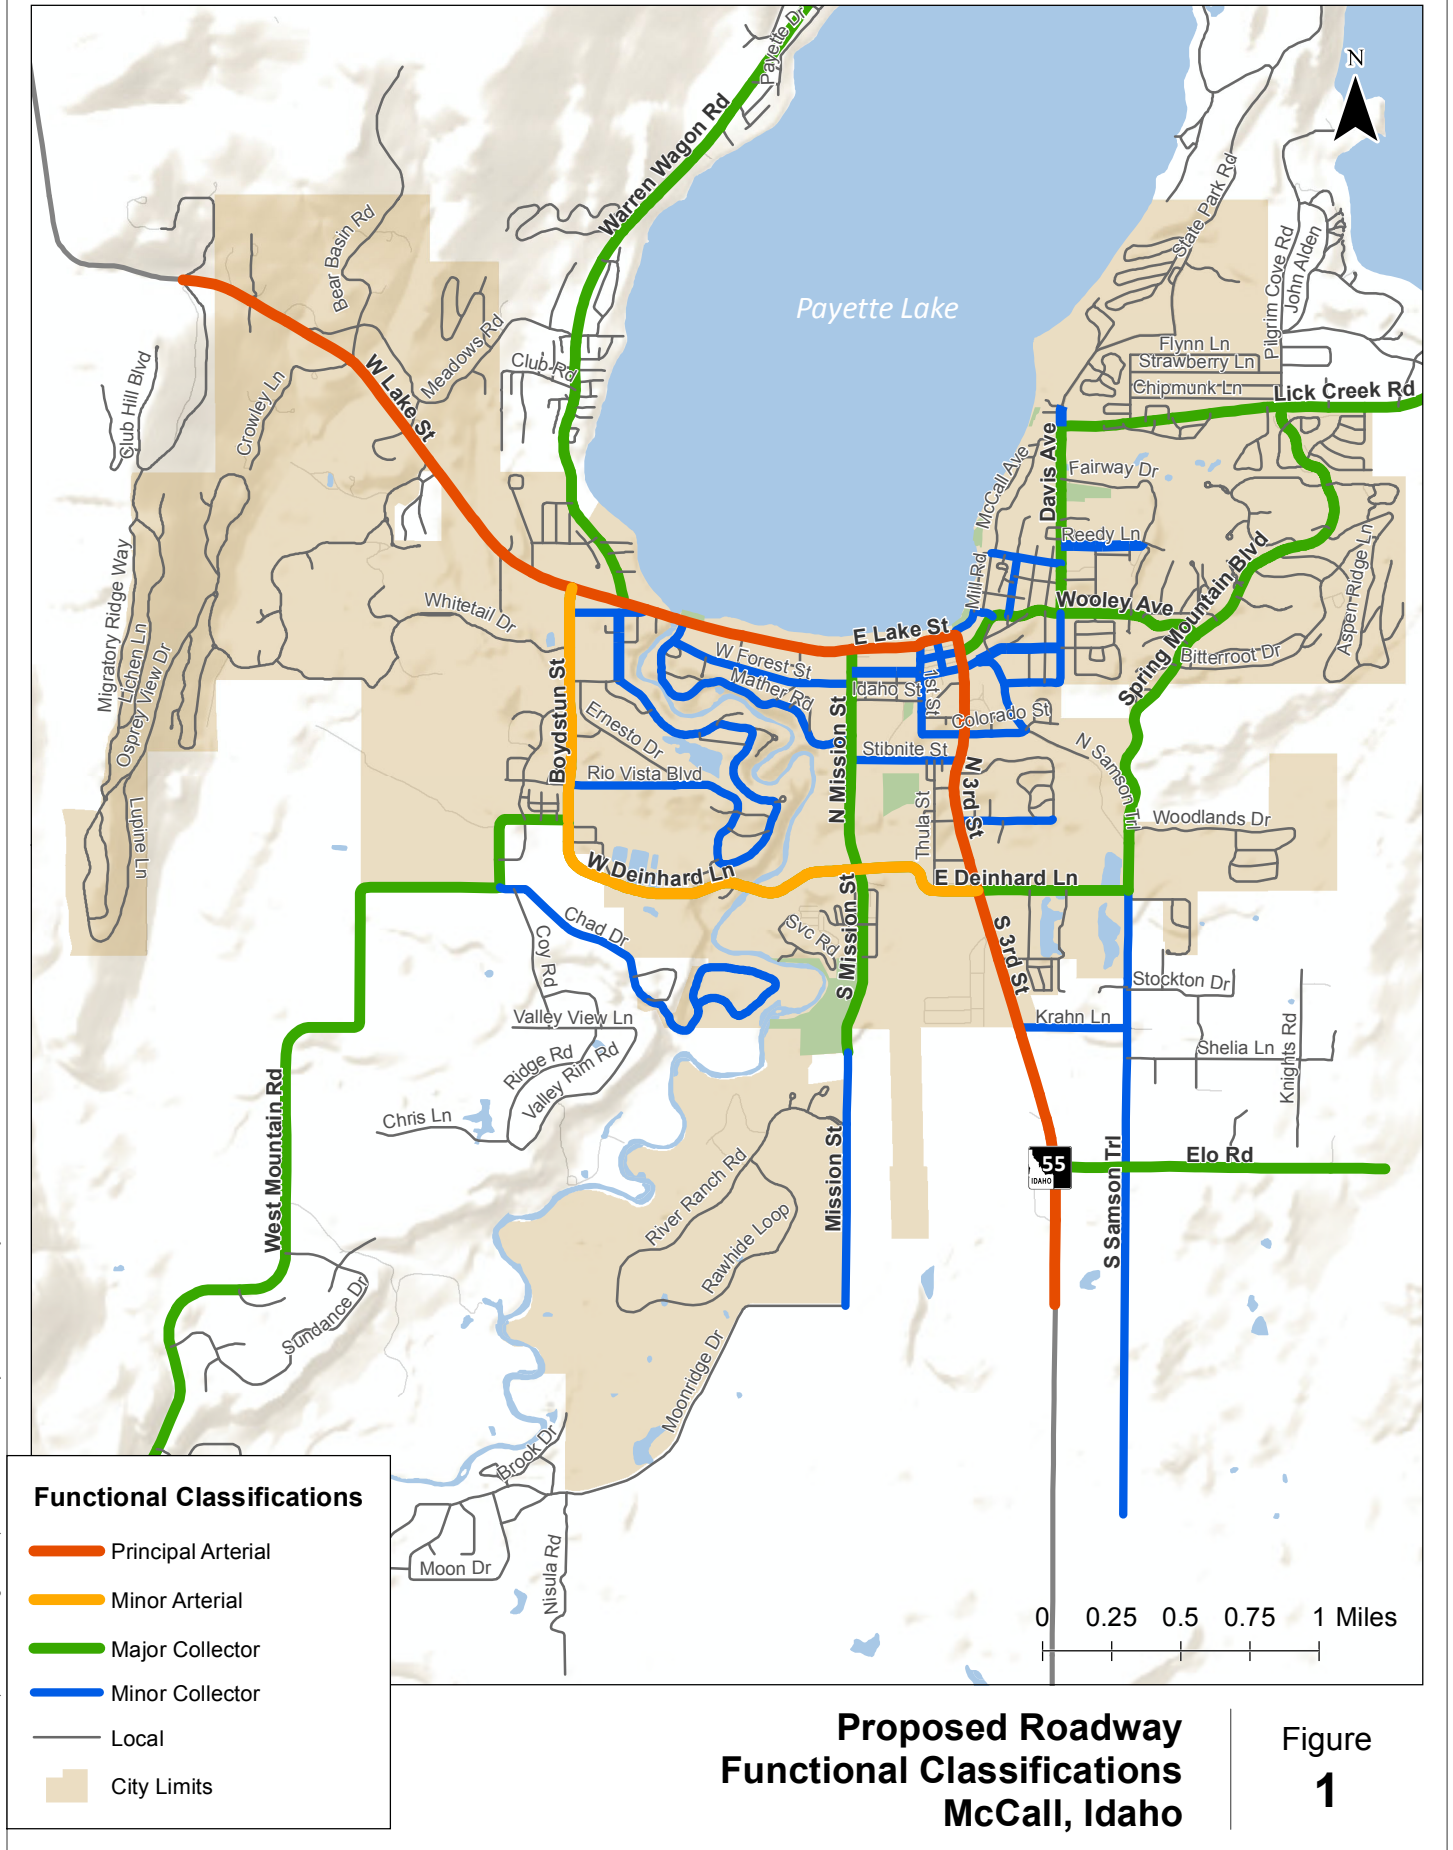 Payette Dr
N
Warren Wagon Rd
State Park Rd
Bear Basin Rd
Pilgrim Cove Rd
John Alden
Payette Lake
Meadows Rd
Flynn Ln
Club Rd
Strawberry Ln
Club Hill Blvd
W Lake St
Chipmunk Ln
Lick Creek Rd
Crowley Ln
McCall Ave
Davis Ave
Fairway Dr
Reedy Ln
Migratory Ridge Way
Mill Rd
Spring Mountain Blvd
Aspen Ridge Ln
Whitetail Dr
Wooley Ave
E Lake St
Lichen Ln
Osprey View Dr
W Forest St
Bitterroot Dr
Boydstun St
Mather Rd
Idaho St
1st St
Ernesto Dr
Colorado St
N Mission St
Stibnite St
N Samson Trl
Rio Vista Blvd
N 3rd St
Lupine Ln
Thula St
Woodlands Dr
W Deinhard Ln
E Deinhard Ln
Chad Dr
Svc Rd
S Mission St
S 3rd St
Coy Rd
Stockton Dr
Valley View Ln
Krahn Ln
Ridge Rd
Valley Rim Rd
Shelia Ln
Knights Rd
West Mountain Rd
Chris Ln
Mission St
55
IDAHO
Elo Rd
River Ranch Rd
S Samson Trl
Rawhide Loop
Sundance Dr
Moonridge Dr
Brook Dr
Moon Dr
Nisula Rd
Functional Classifications
Principal Arterial
Minor Arterial
Major Collector
Minor Collector
Local
City Limits
0 0.25 0.5 0.75 1 Miles
Proposed Roadway
Functional Classifications
McCall, Idaho
Figure
1